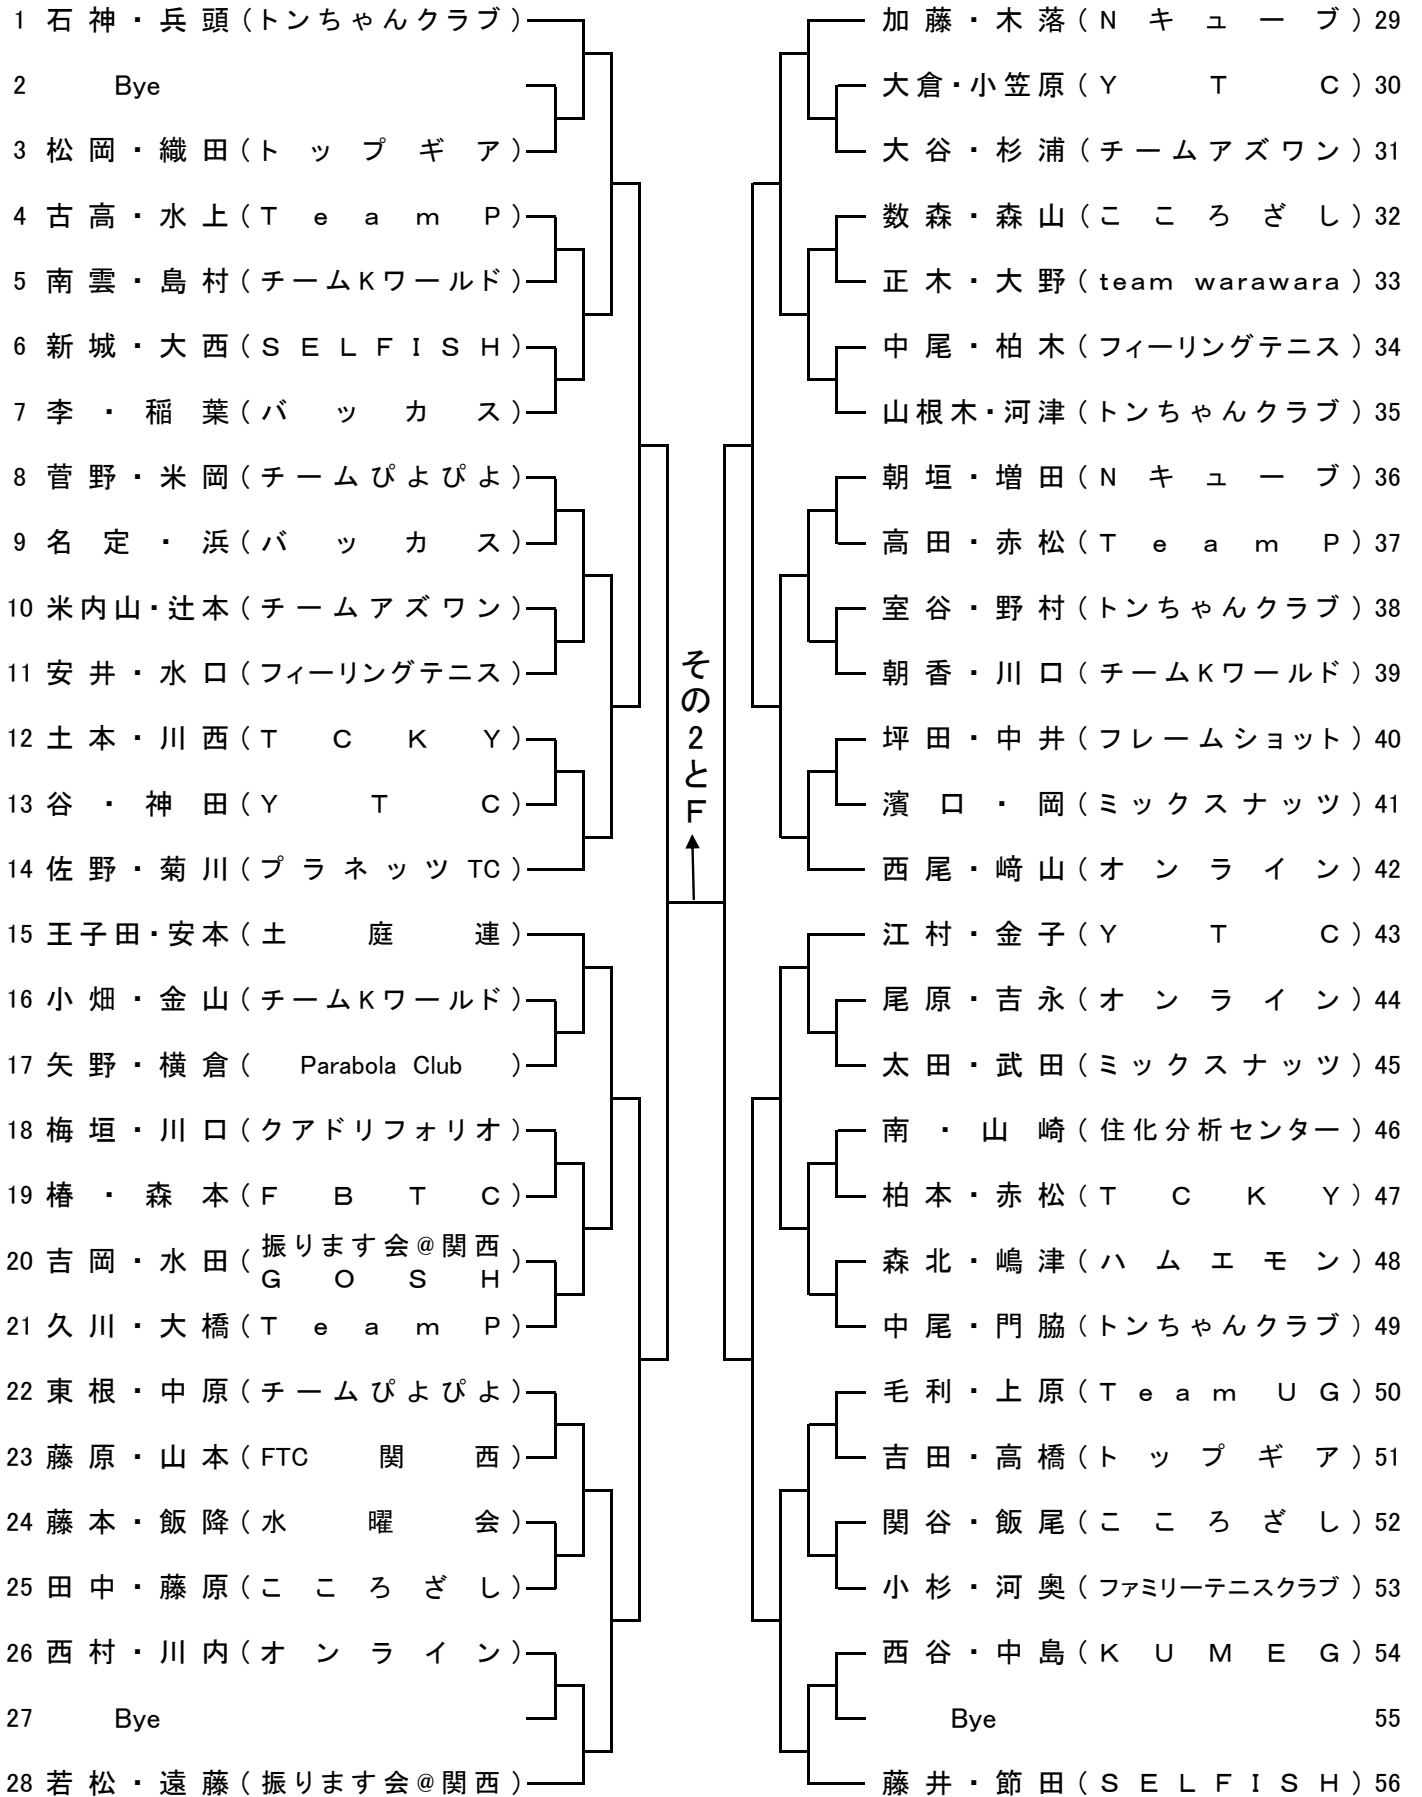 1 石神・兵頭(トンちゃんクラブ)
2 Bye
3 松岡・織田(トップギア)
4 古高・水上(Team P)
5 南雲・島村(チームKワールド)
6 新城・大西(SELFISH)
7 李・稲葉(バッカス)
8 菅野・米岡(チームぴよぴよ)
9 名定・浜(バッカス)
10 米内山・辻本(チームアズワン)
11 安井・水口(フィーリングテニス)
12 土本・川西(TCKY)
13 谷・神田(YTC)
14 佐野・菊川(プラネッツTC)
15 王子田・安本(土庭連)
16 小畑・金山(チームKワールド)
17 矢野・横倉(Parabola Club)
18 梅垣・川口(クアドリフォリオ)
19 椿・森本(FBTC)
20 吉岡・水田(振ります会@関西
GOSH)
21 久川・大橋(Team P)
22 東根・中原(チームぴよぴよ)
23 藤原・山本(FTC関西)
24 藤本・飯降(水曜会)
25 田中・藤原(こころざし)
26 西村・川内(オンライン)
27 Bye
28 若松・遠藤(振ります会@関西)
その2とF
加藤・木落(Nキューブ)29
大倉・小笠原(YTC)30
大谷・杉浦(チームアズワン)31
数森・森山(こころざし)32
正木・大野(team warawara)33
中尾・柏木(フィーリングテニス)34
山根木・河津(トンちゃんクラブ)35
朝垣・増田(Nキューブ)36
高田・赤松(Team P)37
室谷・野村(トンちゃんクラブ)38
朝香・川口(チームKワールド)39
坪田・中井(フレームショット)40
濱口・岡(ミックスナッツ)41
西尾・﨑山(オンライン)42
江村・金子(YTC)43
尾原・吉永(オンライン)44
太田・武田(ミックスナッツ)45
南・山崎(住化分析センター)46
柏本・赤松(TCKY)47
森北・嶋津(ハムエモン)48
中尾・門脇(トンちゃんクラブ)49
毛利・上原(Team UG)50
吉田・高橋(トップギア)51
関谷・飯尾(こころざし)52
小杉・河奥(ファミリーテニスクラブ)53
西谷・中島(KUMEG)54
Bye 55
藤井・節田(SELFISH)56